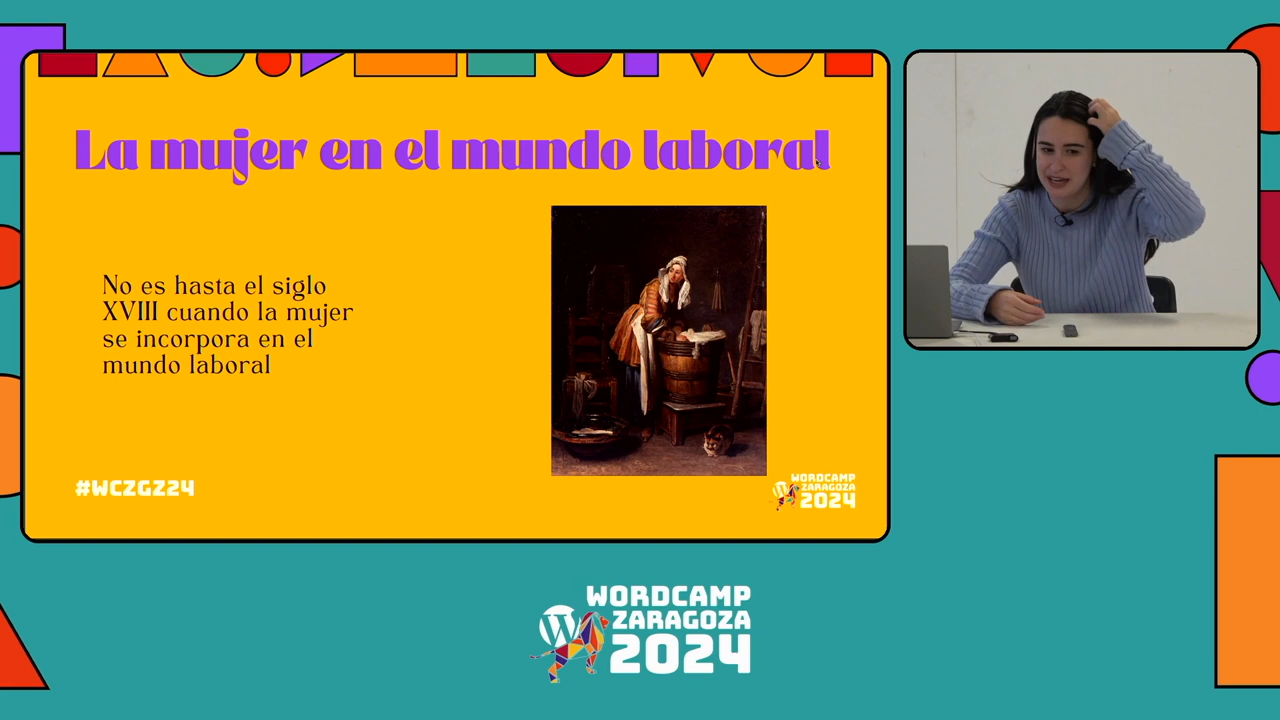 La mujer en el mundo laboral
No es hasta el siglo
XVIII cuando la mujer
se incorpora en el
mundo laboral
#WCZGZ24
WORDCAMP
ZARAGOZA
2024
WORDCAMP
ZARAGOZA
2024